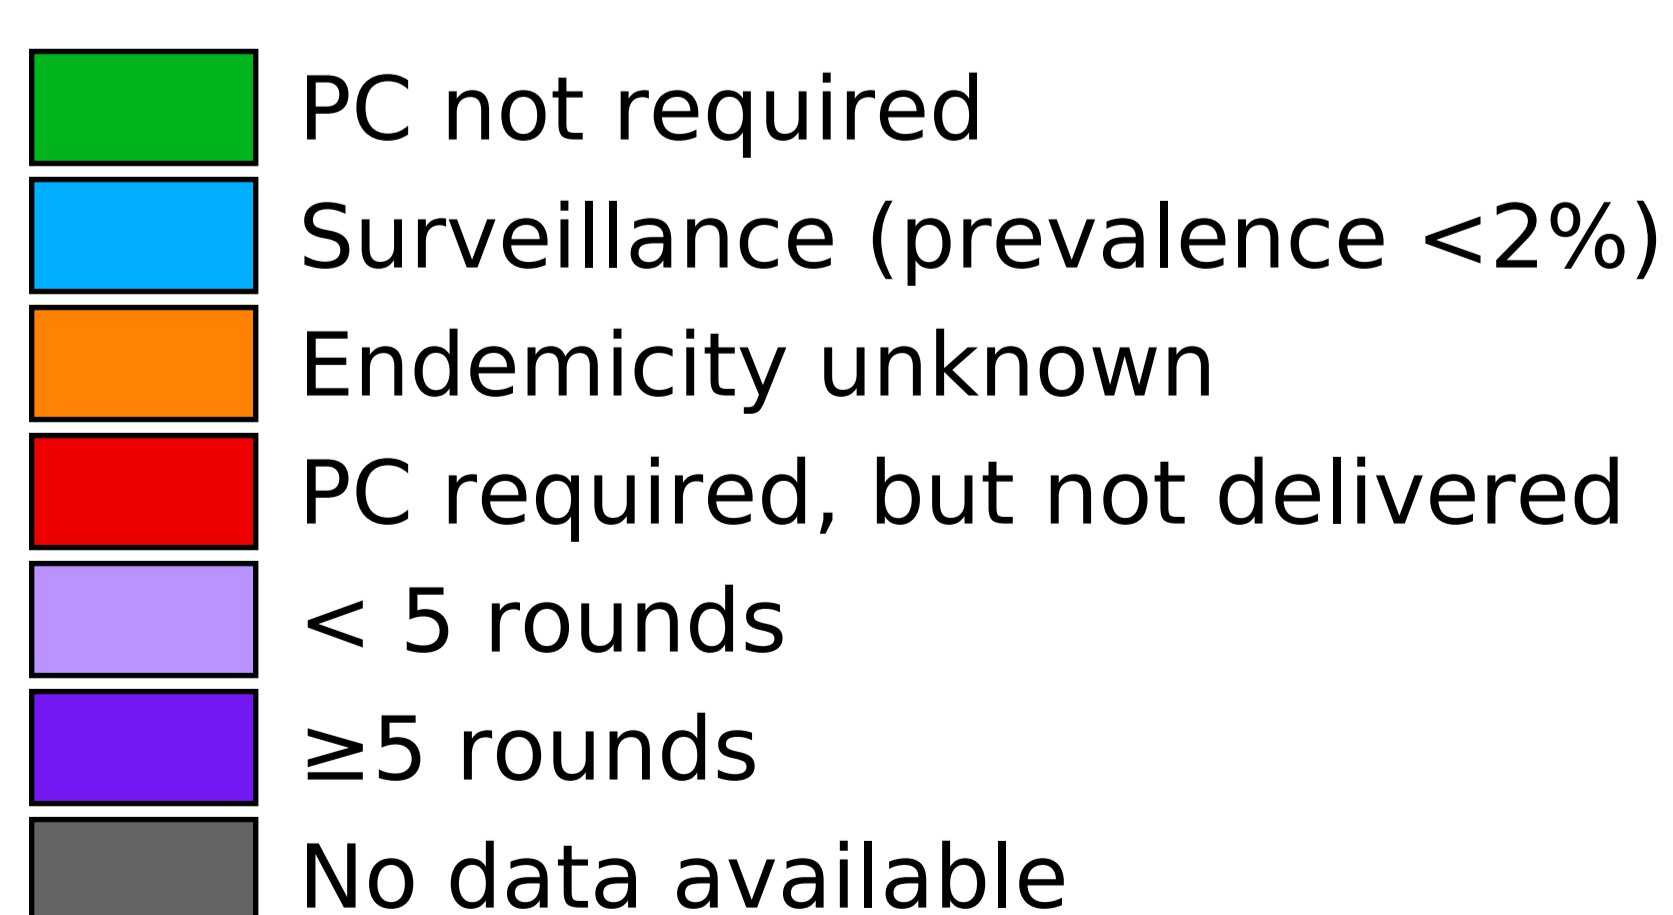 PC not required
Surveillance (prevalence <2%)
Endemicity unknown
PC required, but not delivered
< 5 rounds
≥5 rounds
No data available